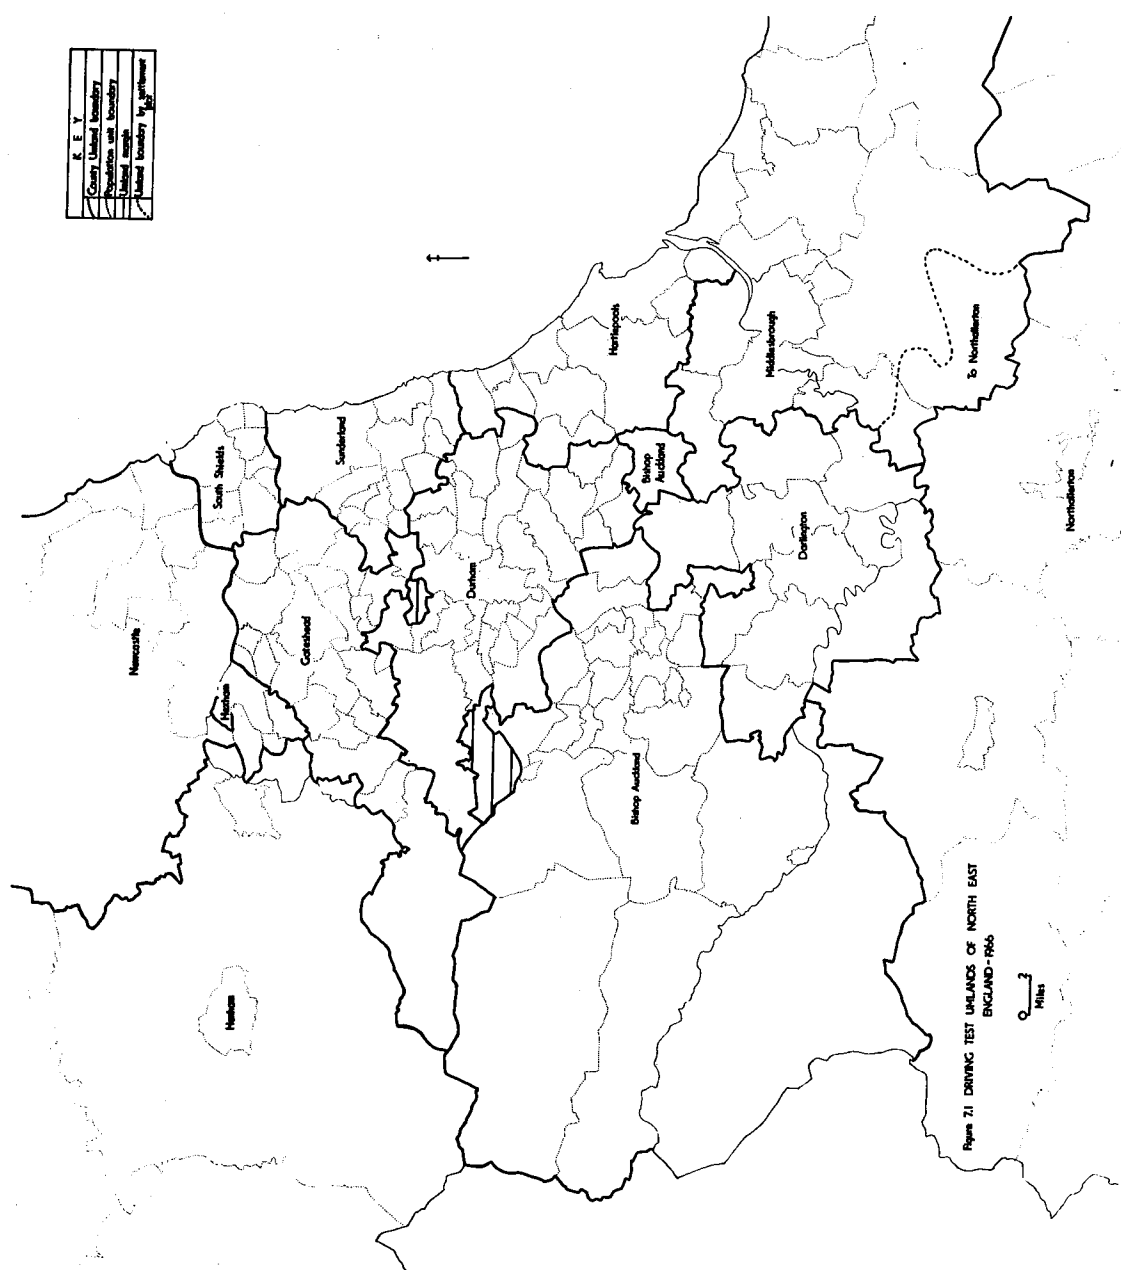 KEY
County Umland boundary
Population unit boundary
Umland margin
Umland boundary by settlement
Newcastle
South Shields
Hexham
Gateshead
Sunderland
Hexham
Durham
Hartlepools
Bishop
Auckland
Bishop Auckland
Middlesbrough
Darlington
To Northallerton
Northallerton
Figure 7.1 DRIVING TEST UMLANDS OF NORTH EAST
ENGLAND-1966
0 2
Miles